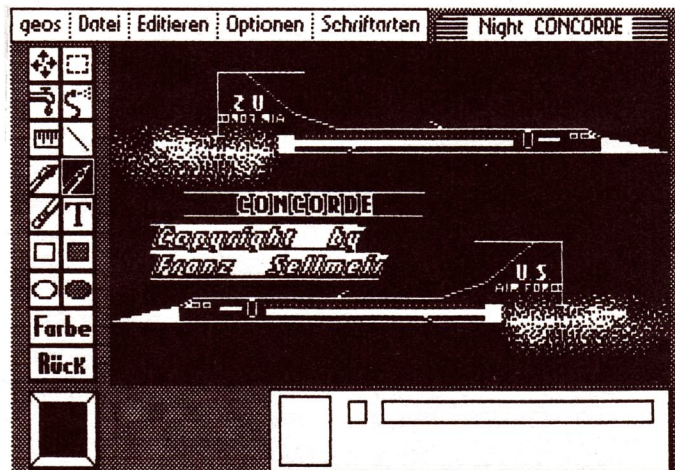 geos Datei Editieren Optionen Schriftarten Night CONCORDE
Z U
CONCORDE
Copyright by
Franz Sellmeir
U S
AIR FORCE
T
Farbe
Rück